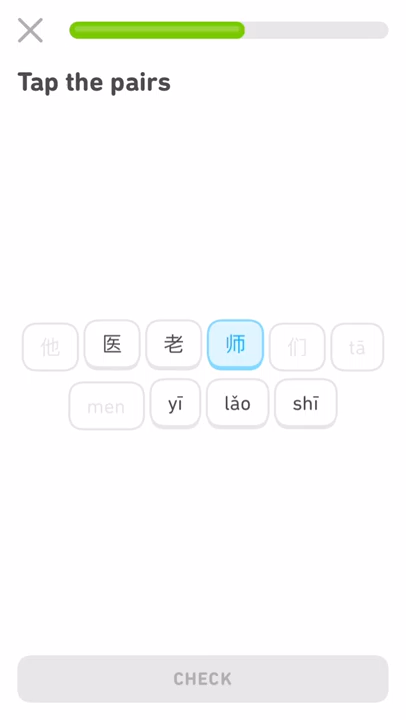 Tap the pairs
他 医 老 师 们 tā
men yī lǎo shī
CHECK